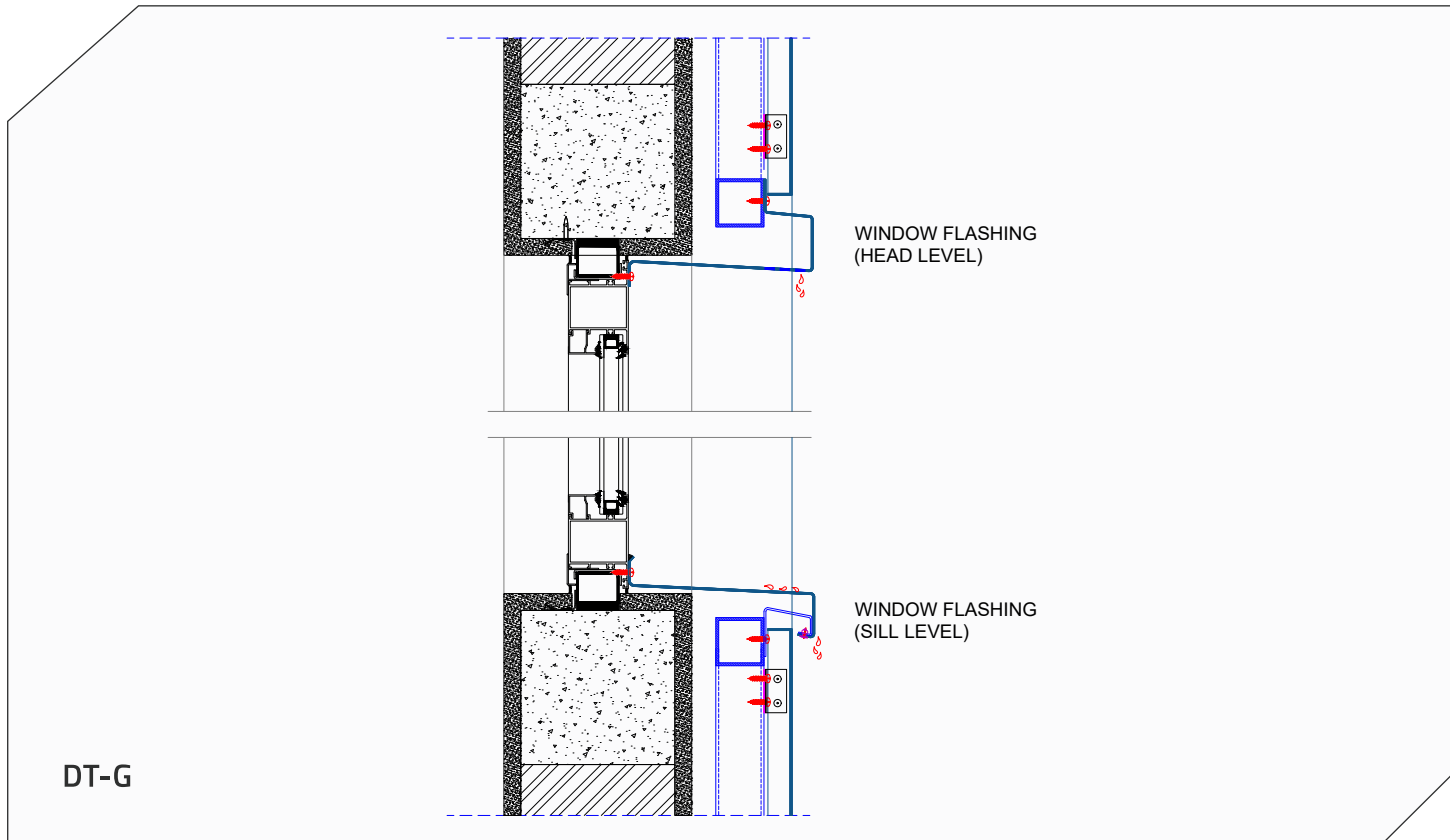 WINDOW FLASHING
(HEAD LEVEL)
WINDOW FLASHING
(SILL LEVEL)
DT-G